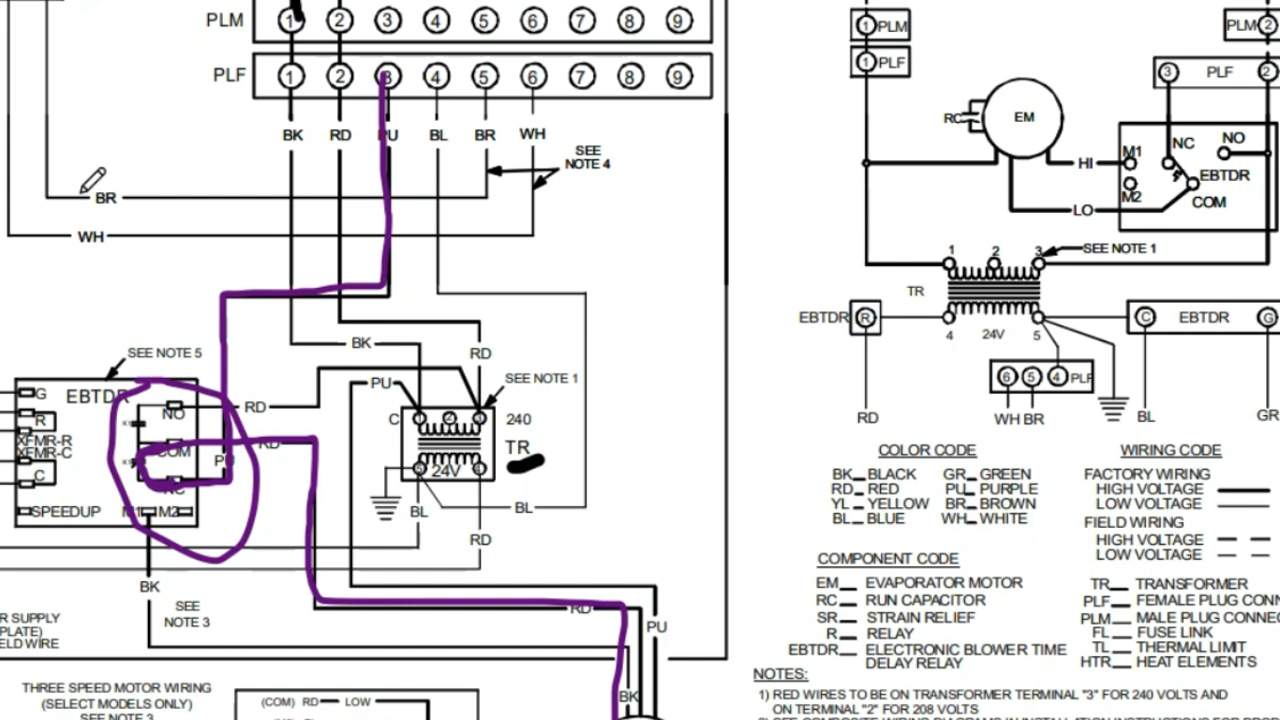 PLM 1 2 3 4 5 6 7 8 9
PLF 1 2 3 4 5 6 7 8 9
BK RD PU BL BR WH
SEE
NOTE 4
BR
WH
SEE NOTE 5
BK
RD
PU
SEE NOTE 1
EBTDR
G
R
XFMR-R
XFMR-C
C
SPEEDUP
NO
COM
NC
M1 M2
RD
RD
PU
C
240
TR
24V
BL
BL
RD
BK
SEE
NOTE 3
RD
PU
BK
R SUPPLY
PLATE)
ELD WIRE
THREE SPEED MOTOR WIRING
(SELECT MODELS ONLY)
SEE NOTE 3
(COM) RD LOW
1 PLM
1 PLF
PLM 2
3 PLF 2
RC
EM
HI
LO
M1
M2
NC
NO
EBTDR
COM
1 2 3
SEE NOTE 1
TR
4 24V 5
EBTDR R
C EBTDR G
6 5 4 PLF
WH BR
RD
BL
GR
COLOR CODE
BK BLACK GR GREEN
RD RED PU PURPLE
YL YELLOW BR BROWN
BL BLUE WH WHITE
WIRING CODE
FACTORY WIRING
HIGH VOLTAGE
LOW VOLTAGE
FIELD WIRING
HIGH VOLTAGE
LOW VOLTAGE
COMPONENT CODE
EM EVAPORATOR MOTOR
RC RUN CAPACITOR
SR STRAIN RELIEF
R RELAY
EBTDR ELECTRONIC BLOWER TIME
DELAY RELAY
TR TRANSFORMER
PLF FEMALE PLUG CONN
PLM MALE PLUG CONNEC
FL FUSE LINK
TL THERMAL LIMIT
HTR HEAT ELEMENTS
NOTES:
1) RED WIRES TO BE ON TRANSFORMER TERMINAL "3" FOR 240 VOLTS AND
ON TERMINAL "2" FOR 208 VOLTS